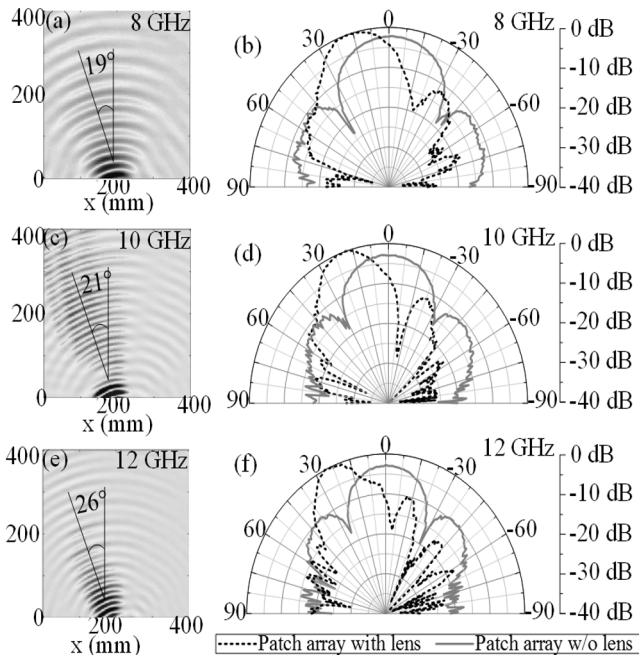 (a) 8 GHz
400
200
0
19°
0 200 400
x (mm)
(b) 8 GHz
0
30 -30
60 -60
90 -90
0 dB
-10 dB
-20 dB
-30 dB
-40 dB
(c) 10 GHz
400
200
0
21°
0 200 400
x (mm)
(d) 10 GHz
0
30 -30
60 -60
90 -90
0 dB
-10 dB
-20 dB
-30 dB
-40 dB
(e) 12 GHz
400
200
0
26°
0 200 400
x (mm)
(f) 12 GHz
0
30 -30
60 -60
90 -90
0 dB
-10 dB
-20 dB
-30 dB
-40 dB
Patch array with lens Patch array w/o lens